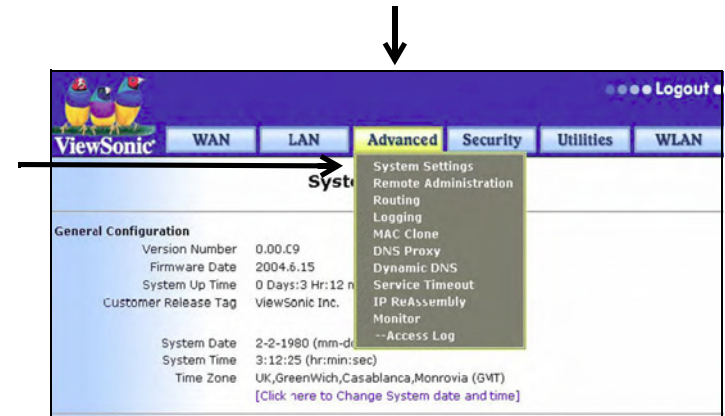 Logout
ViewSonic
WAN
LAN
Advanced
Security
Utilities
WLAN
System Settings
Remote Administration
Routing
Logging
MAC Clone
DNS Proxy
Dynamic DNS
Service Timeout
IP ReAssembly
Monitor
--Access Log
Syst
General Configuration
Version Number 0.00.C9
Firmware Date 2004.6.15
System Up Time 0 Days:3 Hr:12 m
Customer Release Tag ViewSonic Inc.
System Date 2-2-1980 (mm-d
System Time 3:12:25 (hr:min:sec)
Time Zone UK,GreenWich,Casablanca,Monrovia (GMT)
[Click here to Change System date and time]